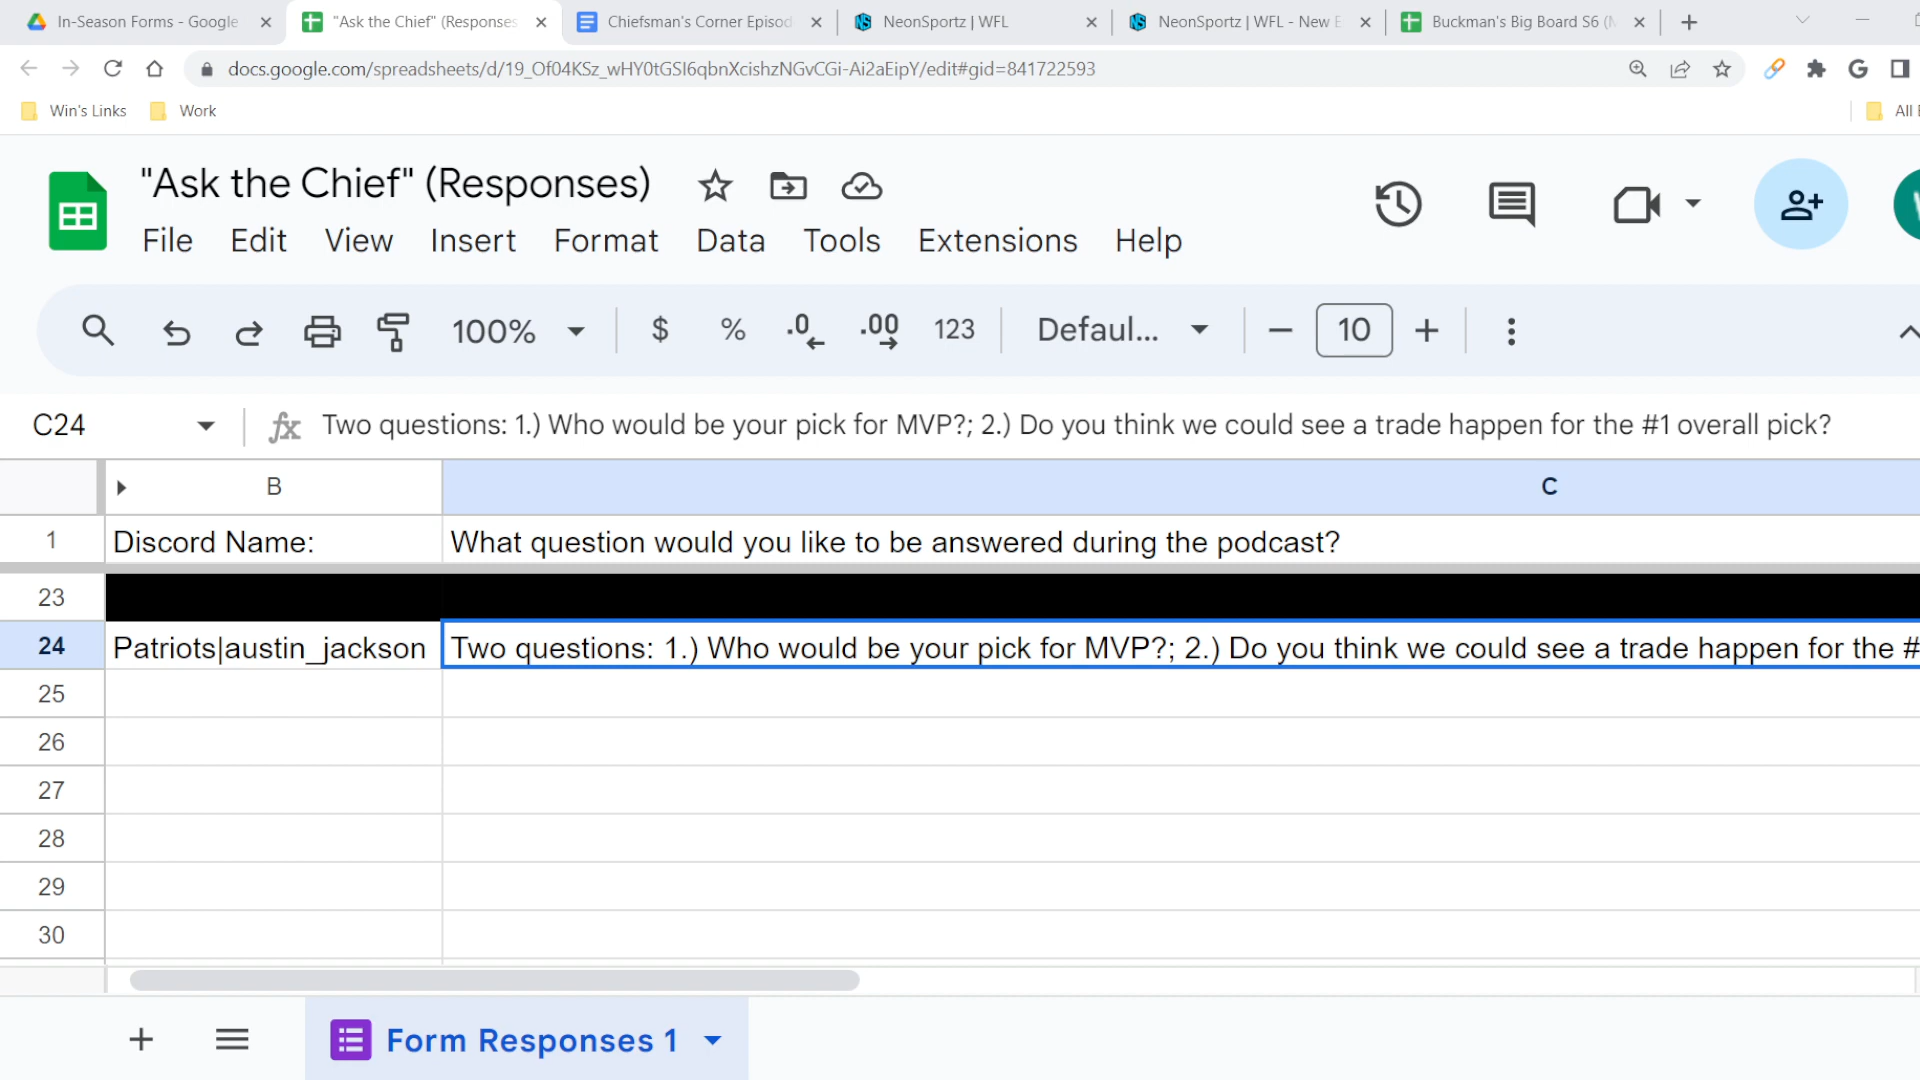 In-Season Forms - Google
"Ask the Chief" (Responses
Chiefsman's Corner Episod
NeonSportz | WFL
NeonSportz | WFL - New E
Buckman's Big Board S6 (M
docs.google.com/spreadsheets/d/19_Of04KSz_wHY0tGSI6qbnXcishzNGvCGi-Ai2aEipY/edit#gid=841722593
Win's Links
Work
All B
"Ask the Chief" (Responses)
File Edit View Insert Format Data Tools Extensions Help
100% $ % .0 .00 123 Defaul... 10
C24 fx Two questions: 1.) Who would be your pick for MVP?; 2.) Do you think we could see a trade happen for the #1 overall pick?
B C
1 Discord Name: What question would you like to be answered during the podcast?
23
24 Patriots|austin_jackson Two questions: 1.) Who would be your pick for MVP?; 2.) Do you think we could see a trade happen for the #
25
26
27
28
29
30
Form Responses 1